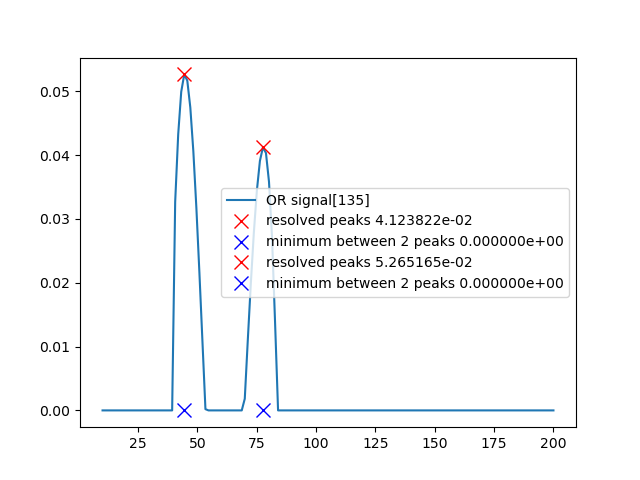 0.05
0.04
0.03
0.02
0.01
0.00
OR signal[135]
resolved peaks 4.123822e-02
minimum between 2 peaks 0.000000e+00
resolved peaks 5.265165e-02
minimum between 2 peaks 0.000000e+00
25 50 75 100 125 150 175 200